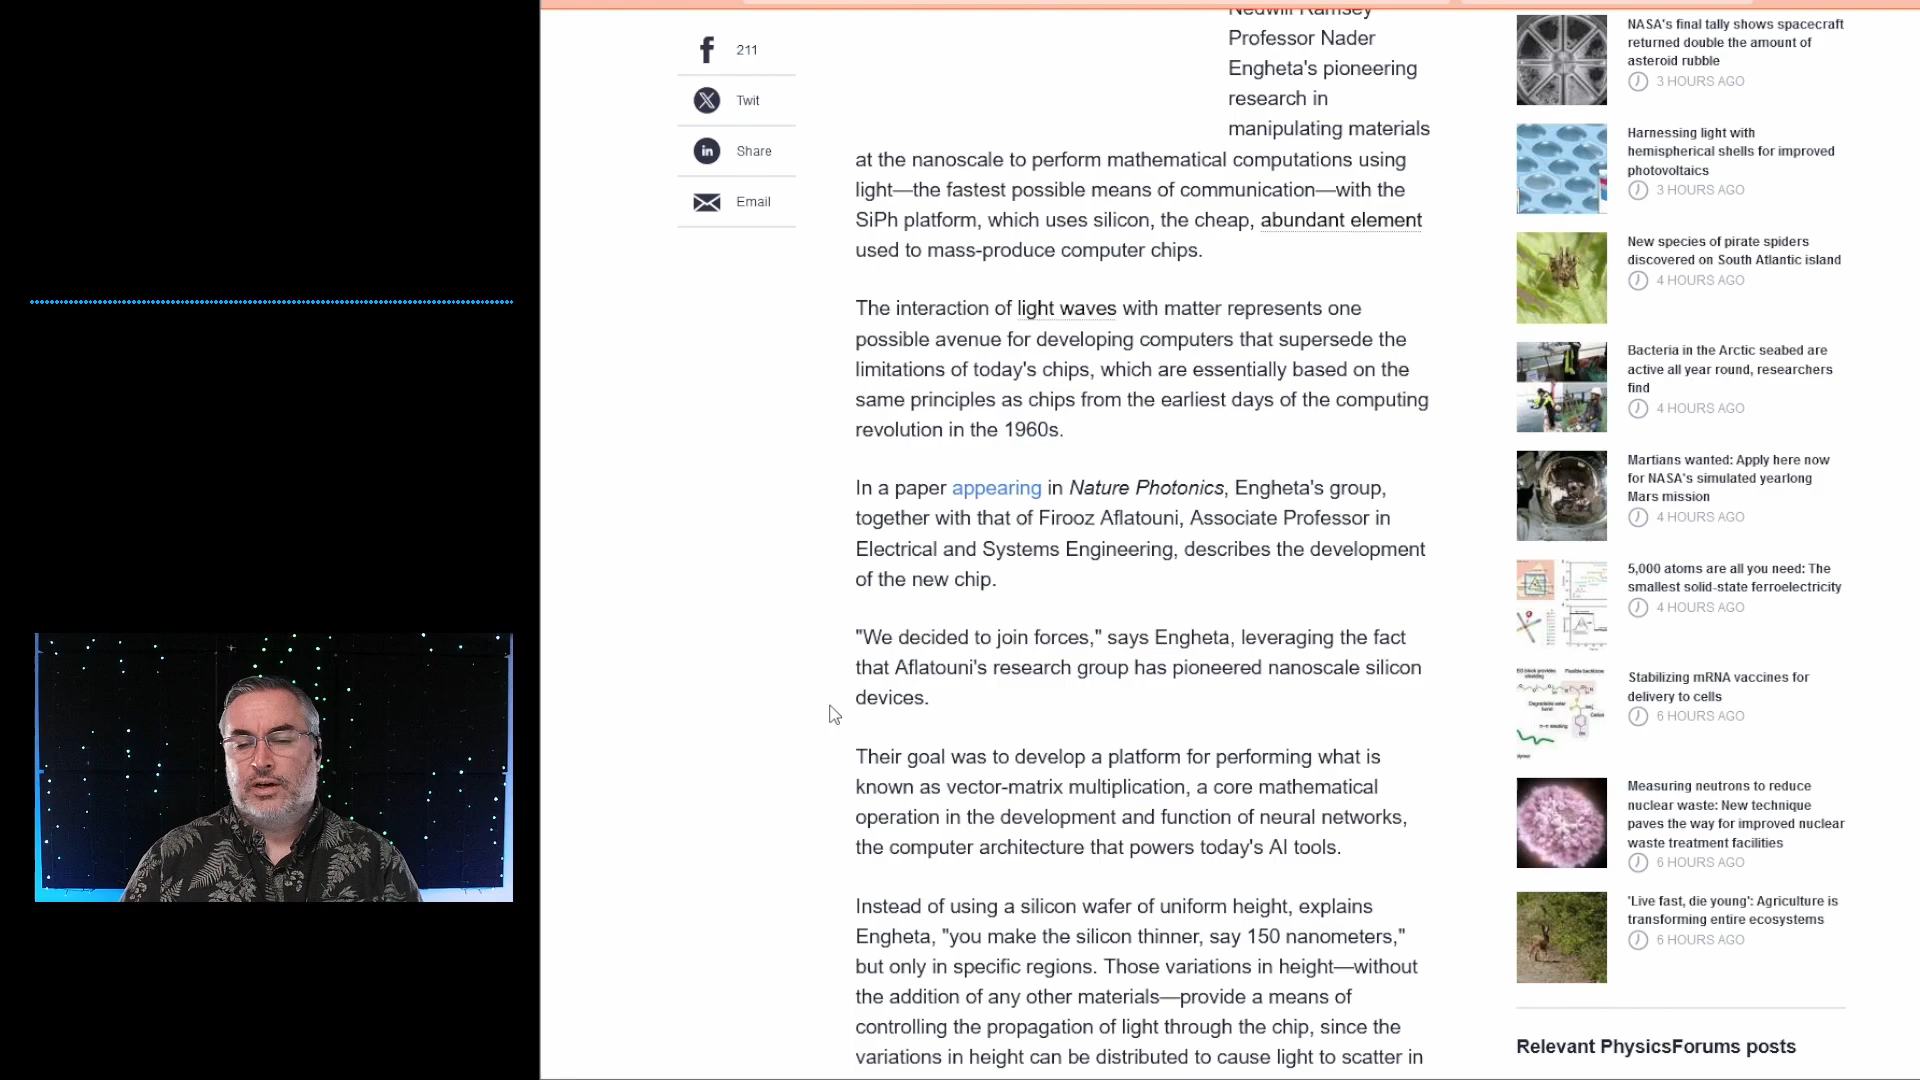 211
Twit
Share
Email
Nedwill Ramsey
Professor Nader
Engheta's pioneering
research in
manipulating materials
at the nanoscale to perform mathematical computations using
light—the fastest possible means of communication—with the
SiPh platform, which uses silicon, the cheap, abundant element
used to mass-produce computer chips.
The interaction of light waves with matter represents one
possible avenue for developing computers that supersede the
limitations of today's chips, which are essentially based on the
same principles as chips from the earliest days of the computing
revolution in the 1960s.
In a paper appearing in Nature Photonics, Engheta's group,
together with that of Firooz Aflatouni, Associate Professor in
Electrical and Systems Engineering, describes the development
of the new chip.
"We decided to join forces," says Engheta, leveraging the fact
that Aflatouni's research group has pioneered nanoscale silicon
devices.
Their goal was to develop a platform for performing what is
known as vector-matrix multiplication, a core mathematical
operation in the development and function of neural networks,
the computer architecture that powers today's AI tools.
Instead of using a silicon wafer of uniform height, explains
Engheta, "you make the silicon thinner, say 150 nanometers,"
but only in specific regions. Those variations in height—without
the addition of any other materials—provide a means of
controlling the propagation of light through the chip, since the
variations in height can be distributed to cause light to scatter in
NASA's final tally shows spacecraft
returned double the amount of
asteroid rubble
3 HOURS AGO
Harnessing light with
hemispherical shells for improved
photovoltaics
3 HOURS AGO
New species of pirate spiders
discovered on South Atlantic island
4 HOURS AGO
Bacteria in the Arctic seabed are
active all year round, researchers
find
4 HOURS AGO
Martians wanted: Apply here now
for NASA's simulated yearlong
Mars mission
4 HOURS AGO
5,000 atoms are all you need: The
smallest solid-state ferroelectricity
4 HOURS AGO
Stabilizing mRNA vaccines for
delivery to cells
6 HOURS AGO
Measuring neutrons to reduce
nuclear waste: New technique
paves the way for improved nuclear
waste treatment facilities
6 HOURS AGO
'Live fast, die young': Agriculture is
transforming entire ecosystems
6 HOURS AGO
Relevant PhysicsForums posts